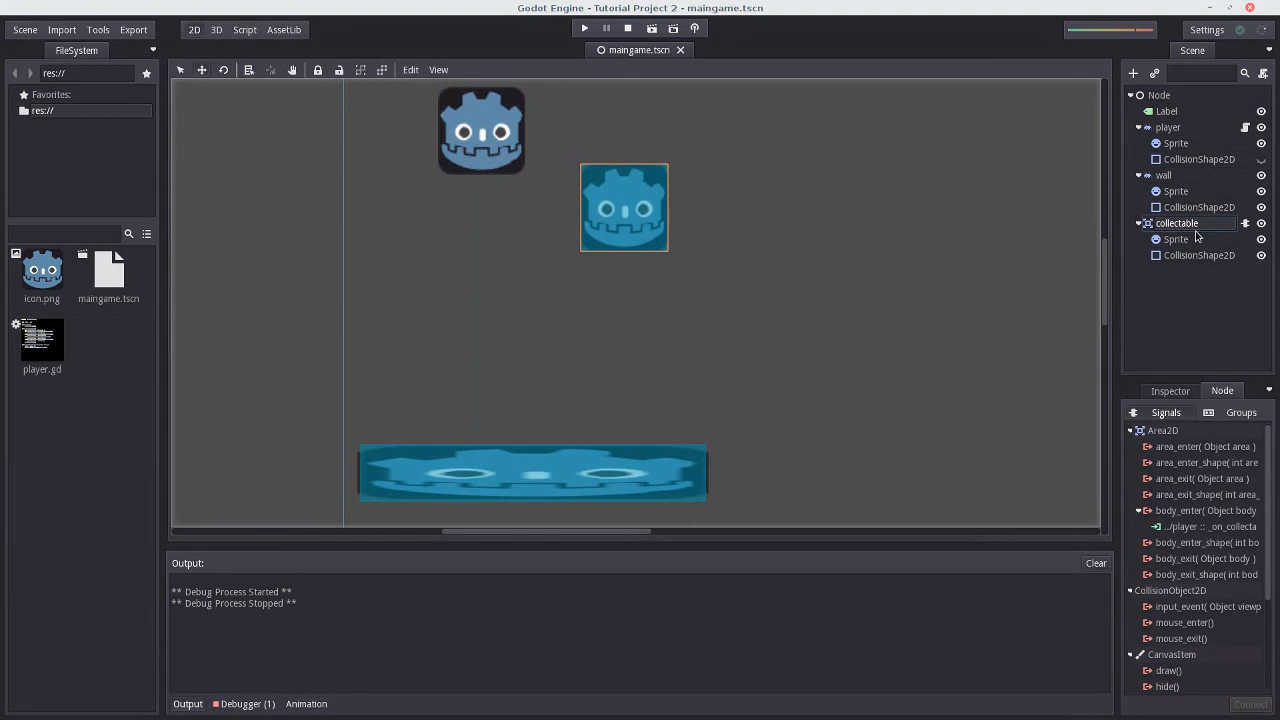 Godot Engine - Tutorial Project 2 - maingame.tscn
Scene Import Tools Export
2D 3D Script AssetLib
Settings
FileSystem
maingame.tscn
Scene
res://
Edit View
Favorites:
res://
Node
Label
player
Sprite
CollisionShape2D
wall
Sprite
CollisionShape2D
collectable
Sprite
CollisionShape2D
icon.png maingame.tscn
player.gd
Inspector Node
Signals Groups
Area2D
area_enter( Object area )
area_enter_shape( int are
area_exit( Object area )
area_exit_shape( int area_
body_enter( Object body
../player :: _on_collecta
body_enter_shape( int bo
body_exit( Object body )
body_exit_shape( int bod
CollisionObject2D
input_event( Object viewp
mouse_enter()
mouse_exit()
CanvasItem
draw()
hide()
Connect
Output:
Clear
** Debug Process Started **
** Debug Process Stopped **
Output Debugger (1) Animation